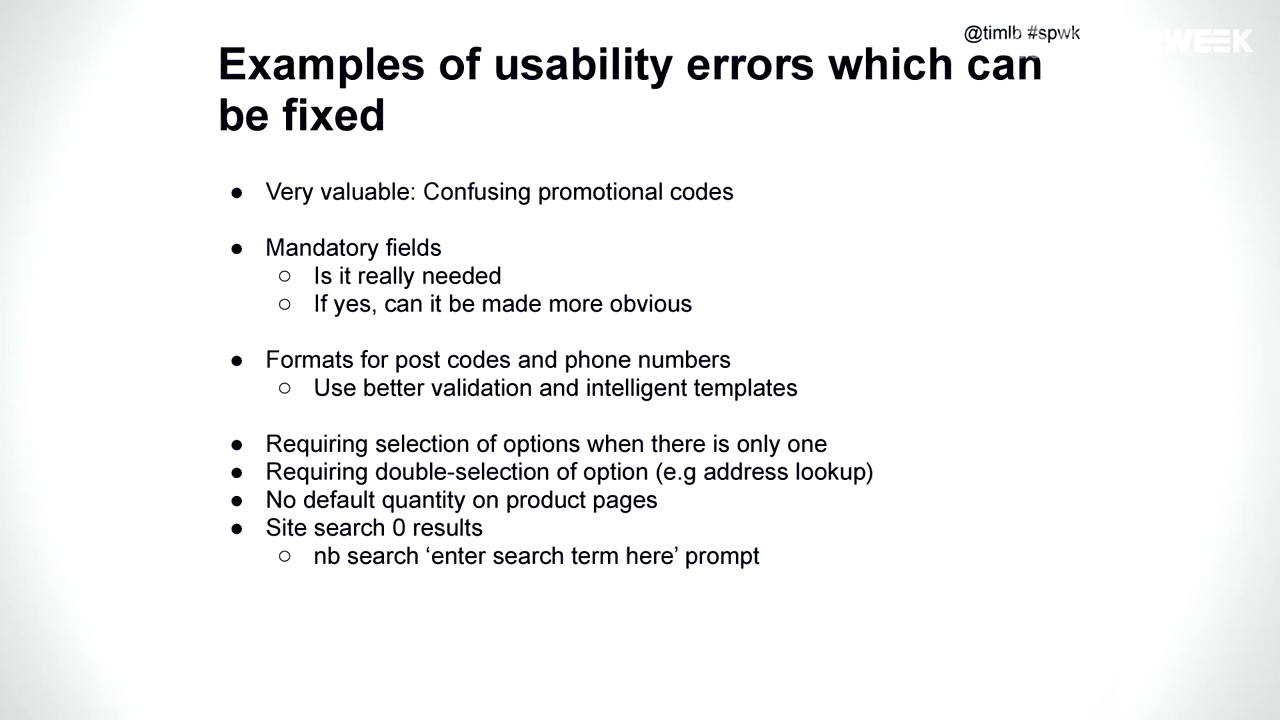 @timlb #spwk
WEEK
Examples of usability errors which can
be fixed
● Very valuable: Confusing promotional codes
● Mandatory fields
○ Is it really needed
○ If yes, can it be made more obvious
● Formats for post codes and phone numbers
○ Use better validation and intelligent templates
● Requiring selection of options when there is only one
● Requiring double-selection of option (e.g address lookup)
● No default quantity on product pages
● Site search 0 results
○ nb search ‘enter search term here’ prompt